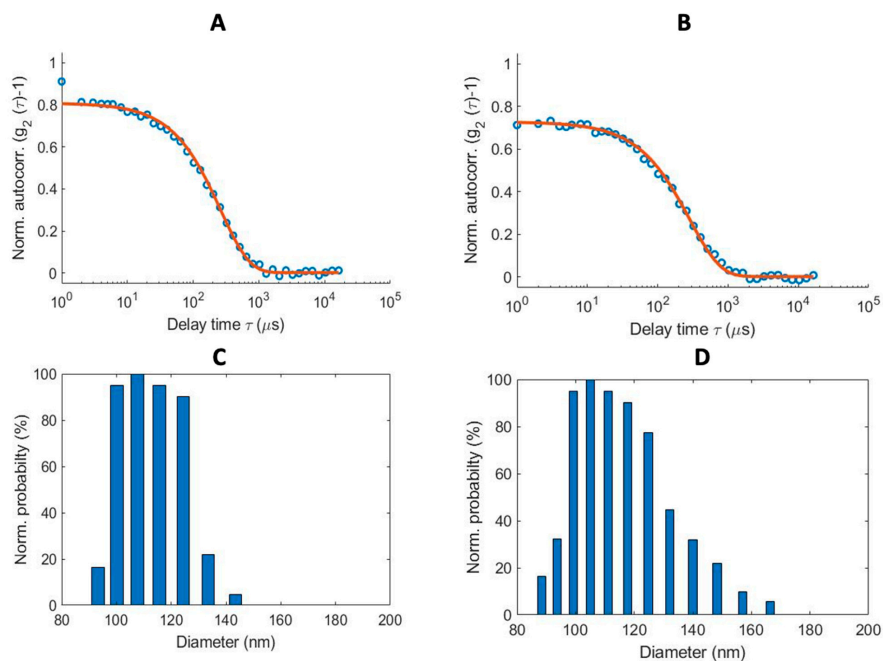 A
B
Norm. autocorr. (g2 (τ)-1)
1
0.8
0.6
0.4
0.2
0
10^0 10^1 10^2 10^3 10^4 10^5
Delay time τ (μs)
Norm. autocorr. (g2 (τ)-1)
1
0.8
0.6
0.4
0.2
0
10^0 10^1 10^2 10^3 10^4 10^5
Delay time τ (μs)
C
D
Norm. probabilty (%)
100
80
60
40
20
0
80 100 120 140 160 180 200
Diameter (nm)
Norm. probability (%)
100
80
60
40
20
0
80 100 120 140 160 180 200
Diameter (nm)